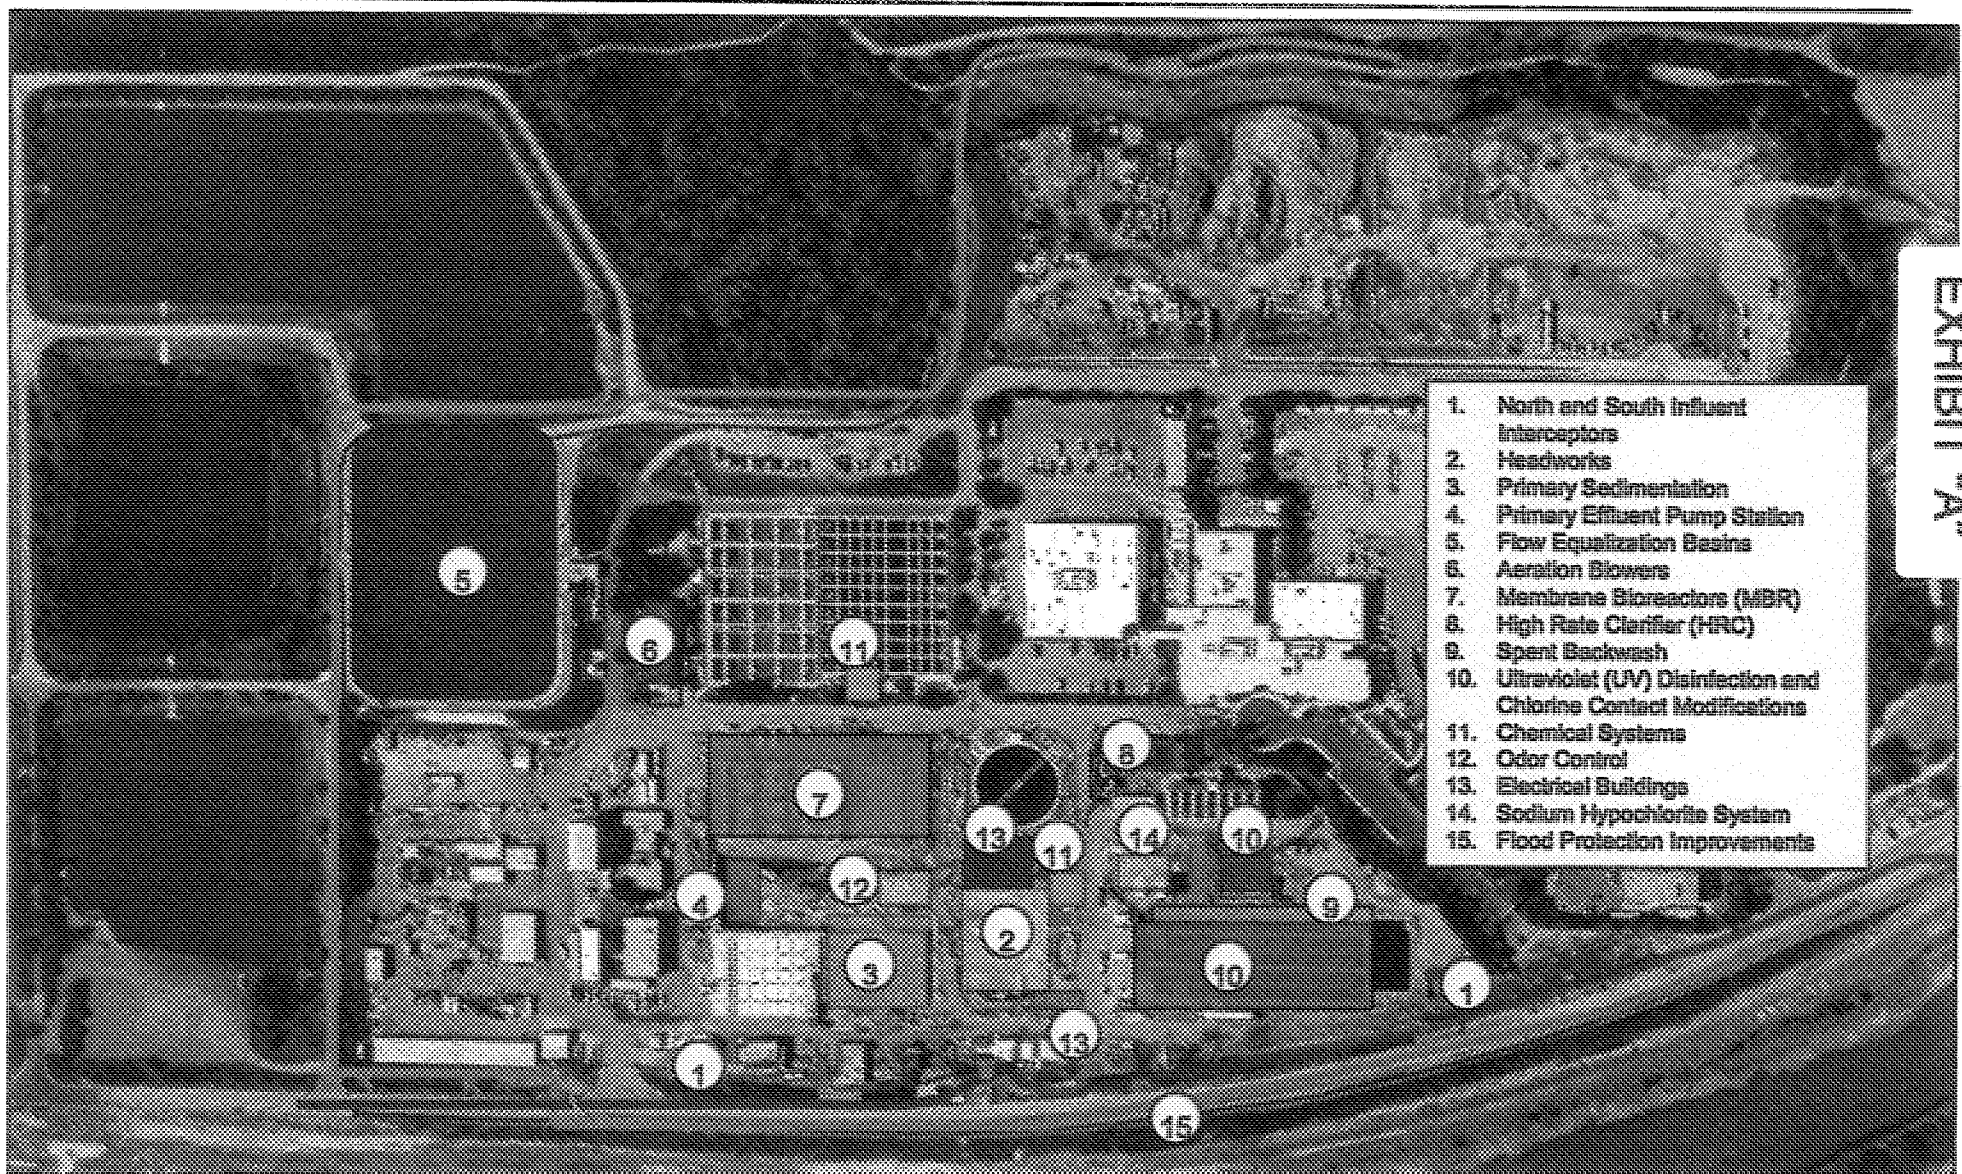 EXHIBIT "A"
1. North and South Influent
Interceptors
2. Headworks
3. Primary Sedimentation
4. Primary Effluent Pump Station
5. Flow Equalization Basins
6. Aeration Blowers
7. Membrane Bioreactors (MBR)
8. High Rate Clarifier (HRC)
9. Spent Backwash
10. Ultraviolet (UV) Disinfection and
Chlorine Contact Modifications
11. Chemical Systems
12. Odor Control
13. Electrical Buildings
14. Sodium Hypochlorite System
15. Flood Protection Improvements
5
6
11
8
7
13
11
14
10
12
4
9
2
3
10
1
13
1
15